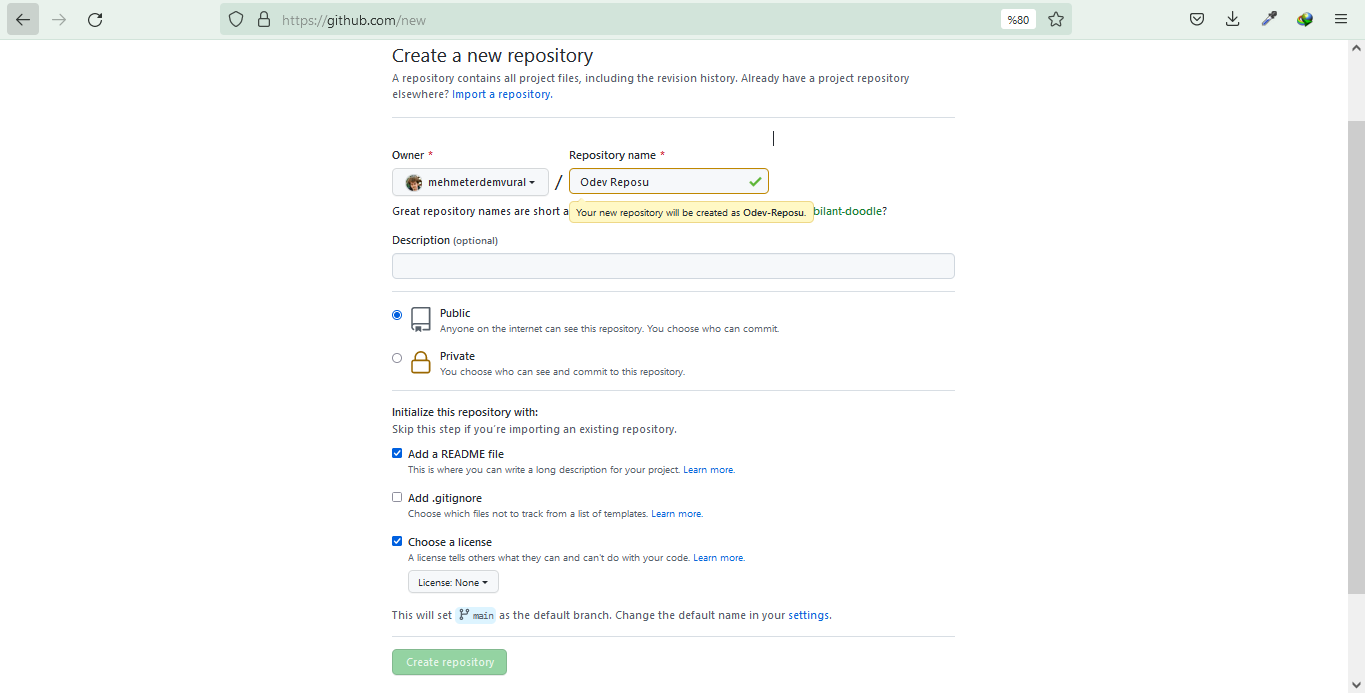 https://github.com/new
%80
Create a new repository
A repository contains all project files, including the revision history. Already have a project repository
elsewhere? Import a repository.
Owner *
Repository name *
mehmeterdemvural
/
Odev Reposu
Great repository names are short a
Your new repository will be created as Odev-Reposu.
bilant-doodle?
Description (optional)
Public
Anyone on the internet can see this repository. You choose who can commit.
Private
You choose who can see and commit to this repository.
Initialize this repository with:
Skip this step if you're importing an existing repository.
Add a README file
This is where you can write a long description for your project. Learn more.
Add .gitignore
Choose which files not to track from a list of templates. Learn more.
Choose a license
A license tells others what they can and can't do with your code. Learn more.
License: None
This will set main as the default branch. Change the default name in your settings.
Create repository